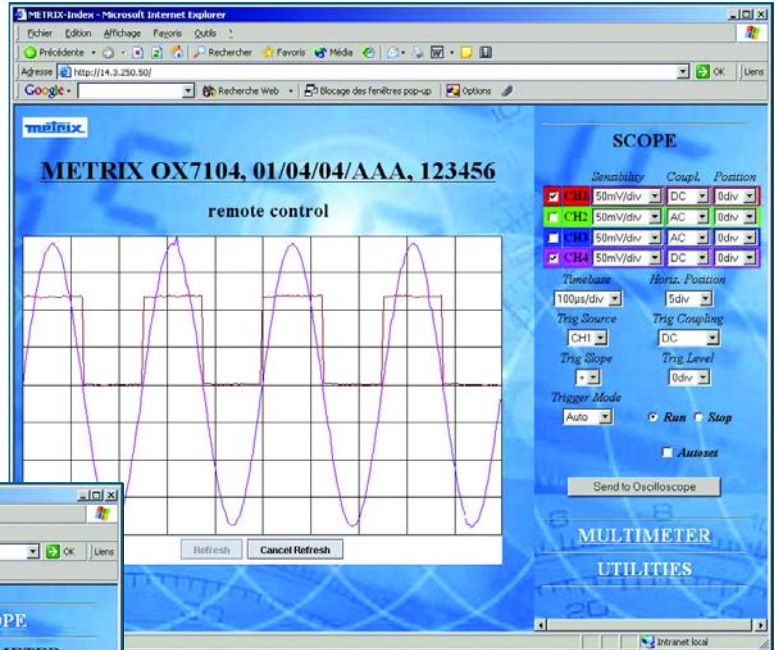 METRIX-Index - Microsoft Internet Explorer
Fichier Edition Affichage Favoris Outils ?
Précédente Rechercher Favoris Média
Adresse http://14.3.250.50/ OK Liens
Google Recherche Web Blocage des fenêtres pop-up Options
metrix
METRIX OX7104, 01/04/04/AAA, 123456
remote control
Refresh Cancel Refresh
SCOPE
Sensibility Coupl. Position
CH1 50mV/div DC 0div
CH2 50mV/div AC 0div
CH3 50mV/div AC 0div
CH4 50mV/div DC 0div
Timebase Horiz. Position
100µs/div 5div
Trig Source Trig Coupling
CH1 DC
Trig Slope Trig Level
+ 0div
Trigger Mode
Auto Run Stop
Autoset
Send to Oscilloscope
MULTIMETER
UTILITIES
Intranet local
OK Liens